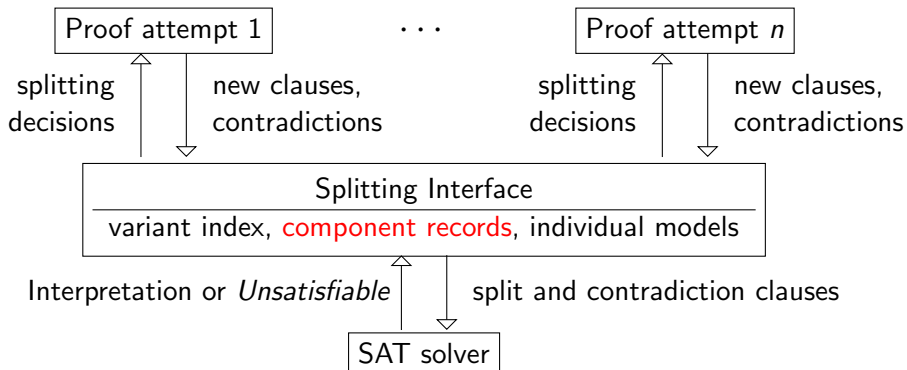 Proof attempt 1
· · ·
Proof attempt n
splitting decisions
new clauses, contradictions
splitting decisions
new clauses, contradictions
Splitting Interface
variant index, component records, individual models
Interpretation or Unsatisfiable
split and contradiction clauses
SAT solver